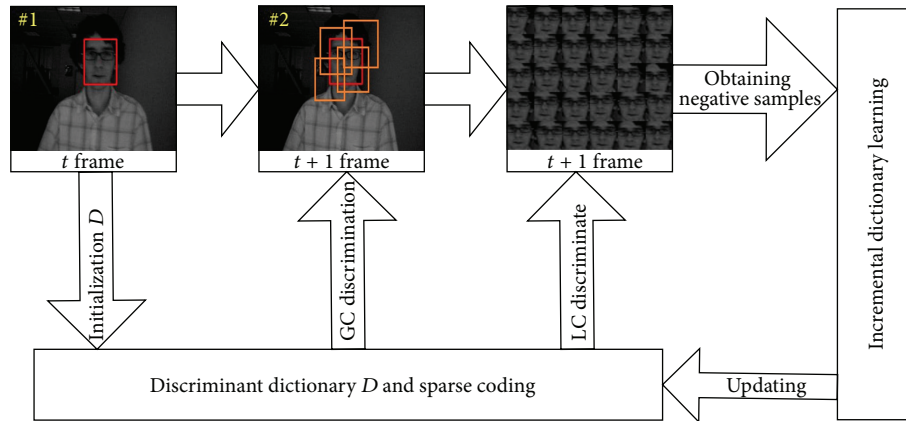 #1
#2
t frame
t + 1 frame
t + 1 frame
Obtaining
negative samples
Initialization D
GC discrimination
LC discriminate
Incremental dictionary learning
Discriminant dictionary D and sparse coding
Updating